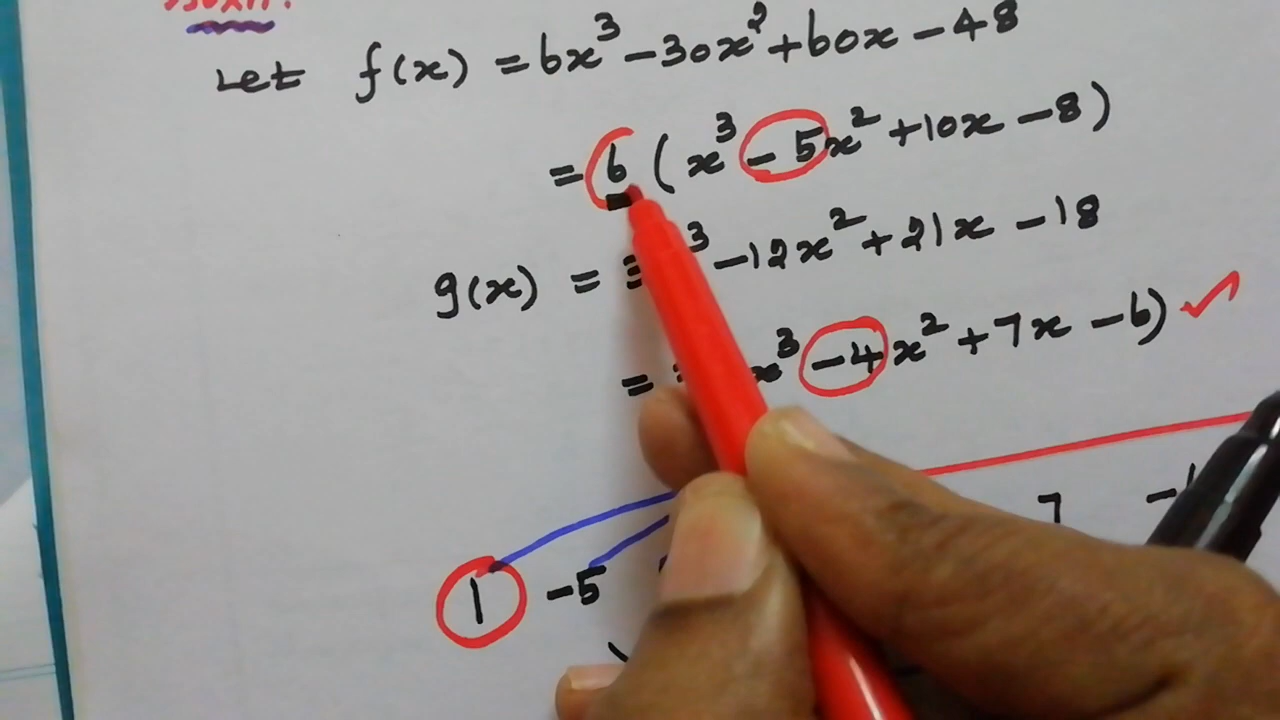 Let f(x) = 6x³ - 30x² + 60x - 48
= 6 ( x³ - 5x² + 10x - 8 )
g(x) = ³ - 12x² + 21x - 18
= x³ - 4x² + 7x - 6) ✓
7 -
1 -5